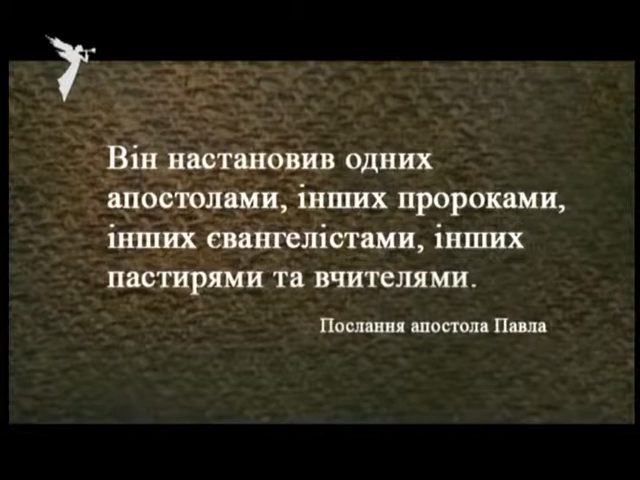 Він настановив одних
апостолами, інших пророками,
інших євангелістами, інших
пастирями та вчителями.
Послання апостола Павла